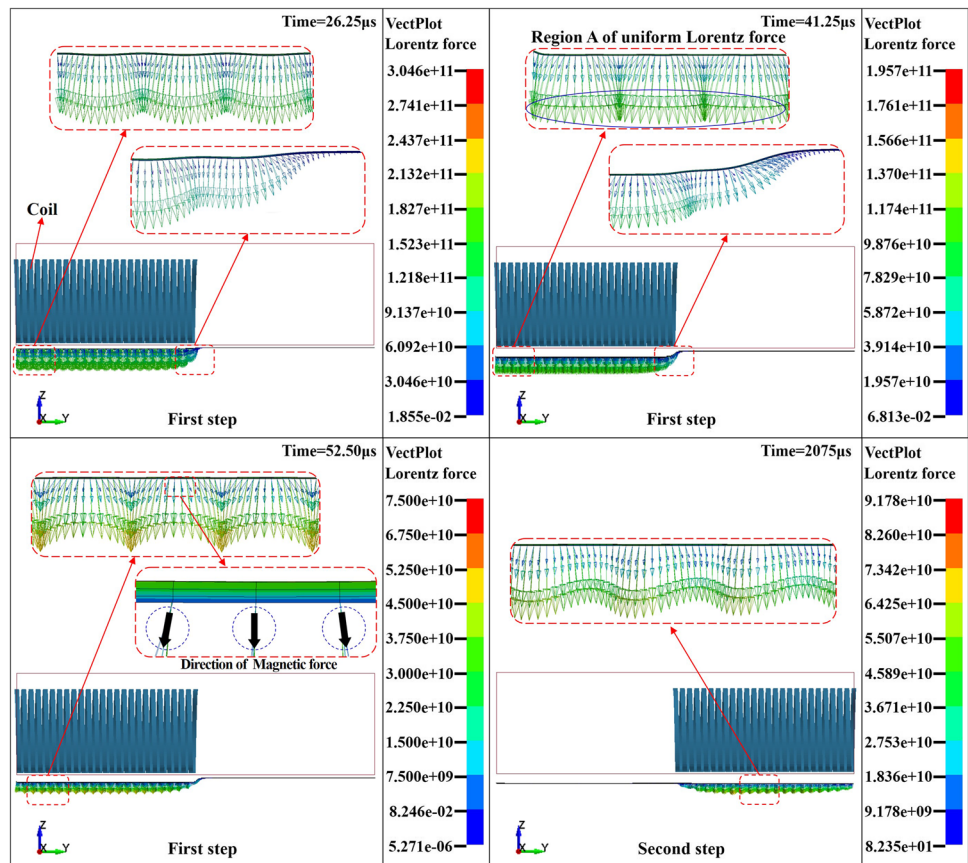 Time=26.25μs
VectPlot
Lorentz force
3.046e+11
2.741e+11
2.437e+11
2.132e+11
1.827e+11
1.523e+11
1.218e+11
9.137e+10
6.092e+10
3.046e+10
1.855e-02
Coil
Z
X
Y
First step
Time=41.25μs
Region A of uniform Lorentz force
VectPlot
Lorentz force
1.957e+11
1.761e+11
1.566e+11
1.370e+11
1.174e+11
9.876e+10
7.829e+10
5.872e+10
3.914e+10
1.957e+10
6.813e-02
Z
X
Y
First step
Time=52.50μs
VectPlot
Lorentz force
7.500e+10
6.750e+10
5.250e+10
4.500e+10
3.750e+10
3.000e+10
2.250e+10
1.500e+10
7.500e+09
8.246e-02
5.271e-06
Direction of Magnetic force
Z
X
Y
First step
Time=2075μs
VectPlot
Lorentz force
9.178e+10
8.260e+10
7.342e+10
6.425e+10
5.507e+10
4.589e+10
3.671e+10
2.753e+10
1.836e+10
9.178e+09
8.235e+01
Z
X
Y
Second step